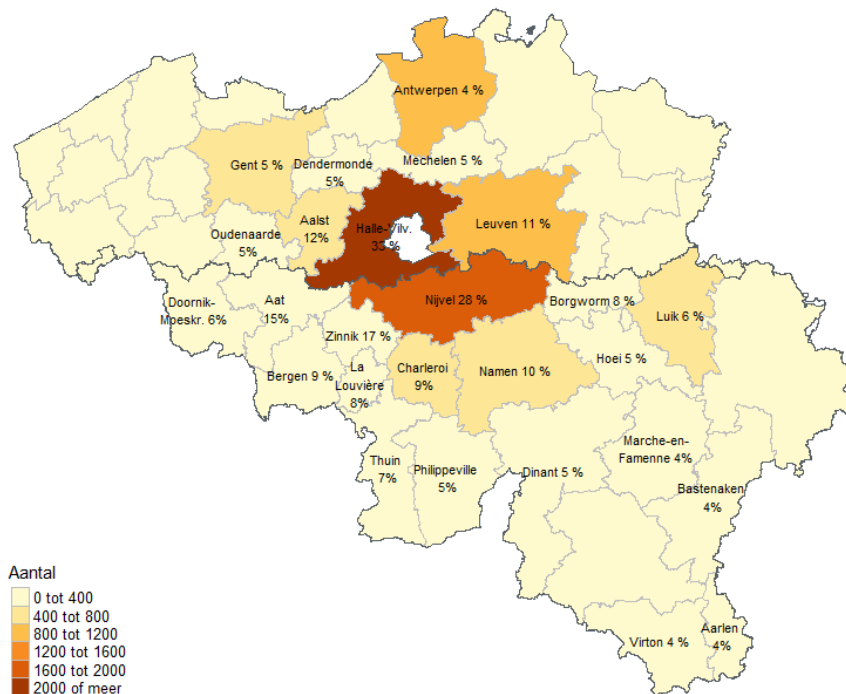 Antwerpen 4 %
Gent 5 %
Dendermonde
5%
Mechelen 5 %
Aalst
12%
Halle-Vilv.
33 %
Leuven 11 %
Oudenaarde
5%
Doornik-
Moeskr. 6%
Aat
15%
Nijvel 28 %
Borgworm 8 %
Luik 6 %
Zinnik 17 %
Hoei 5 %
Bergen 9 %
La
Louvière
8%
Charleroi
9%
Namen 10 %
Thuin
7%
Philippeville
5%
Dinant 5 %
Marche-en-
Famenne 4%
Bastenaken
4%
Virton 4 %
Aarlen
4%
Aantal
0 tot 400
400 tot 800
800 tot 1200
1200 tot 1600
1600 tot 2000
2000 of meer